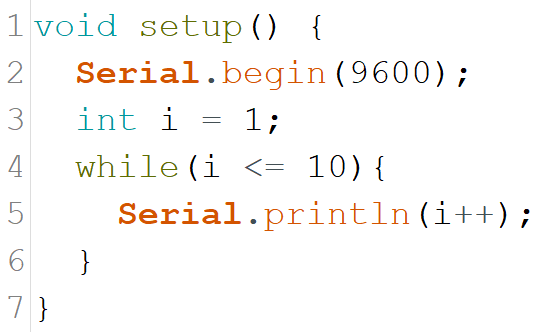 1 void setup() {
2   Serial.begin(9600);
3   int i = 1;
4   while(i <= 10){
5     Serial.println(i++);
6   }
7 }